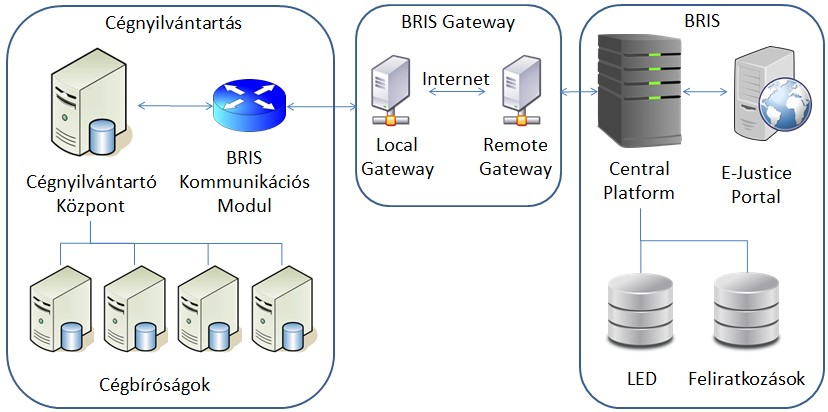 Cégnyilvántartás
Cégnyilvántartó
Központ
BRIS
Kommunikációs
Modul
Cégbíróságok
BRIS Gateway
Internet
Local
Gateway
Remote
Gateway
BRIS
Central
Platform
E-Justice
Portal
LED
Feliratkozások